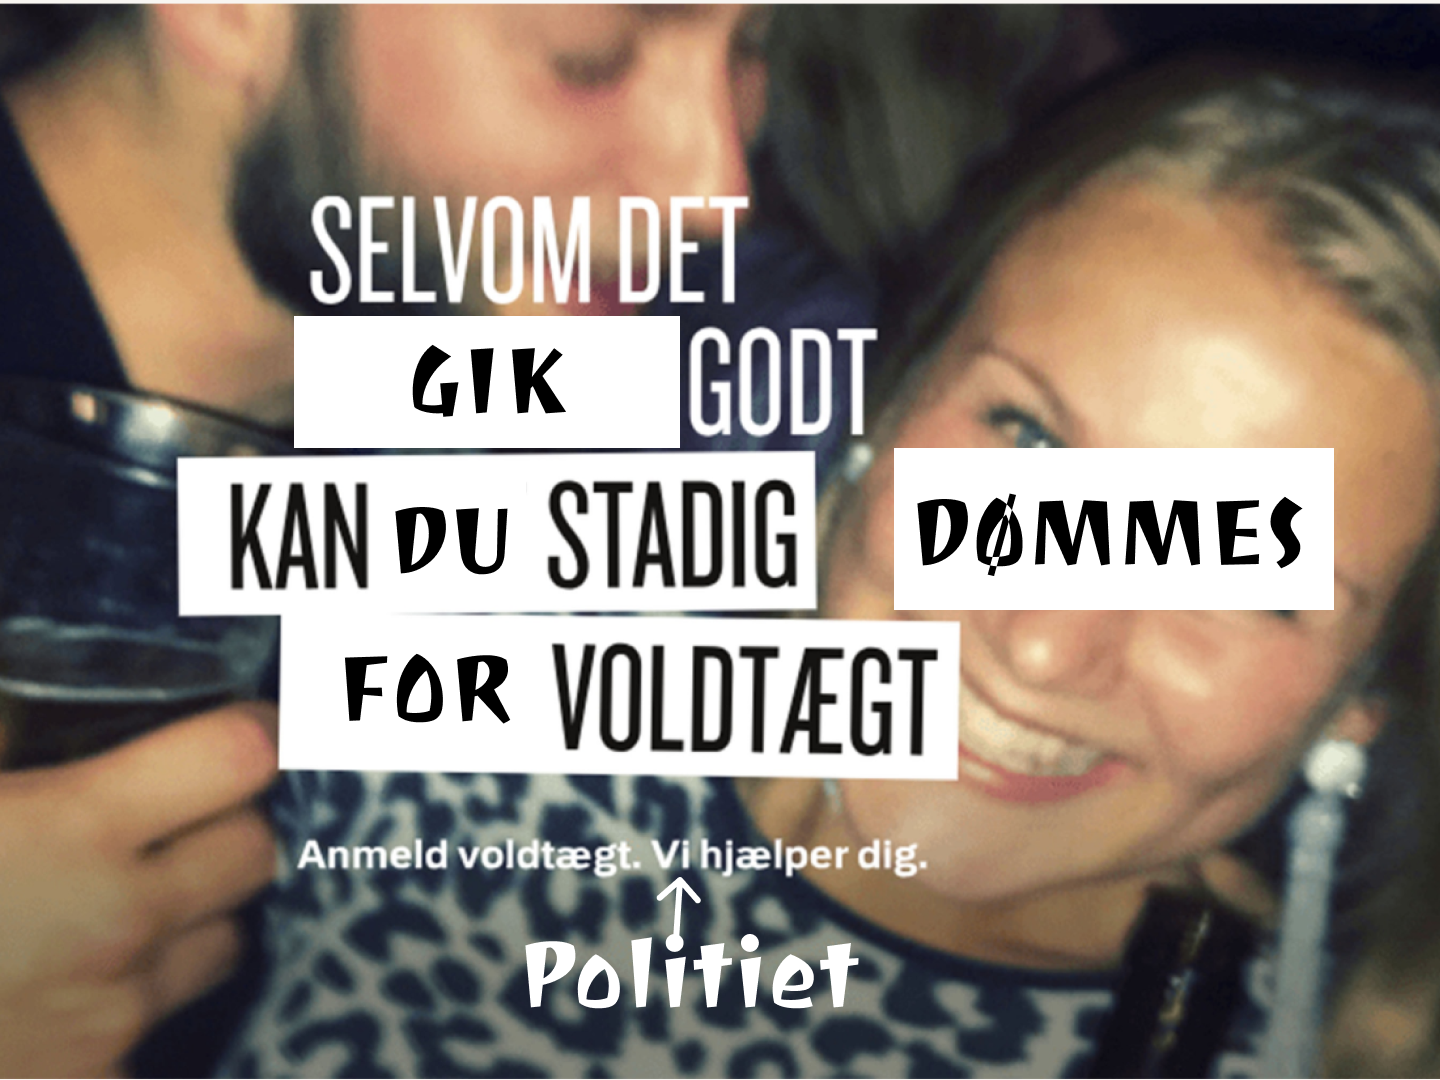 SELVOM DET
GIK GODT
KAN DU STADIG DØMMES
FOR VOLDTÆGT
Anmeld voldtægt. Vi hjælper dig.
Politiet